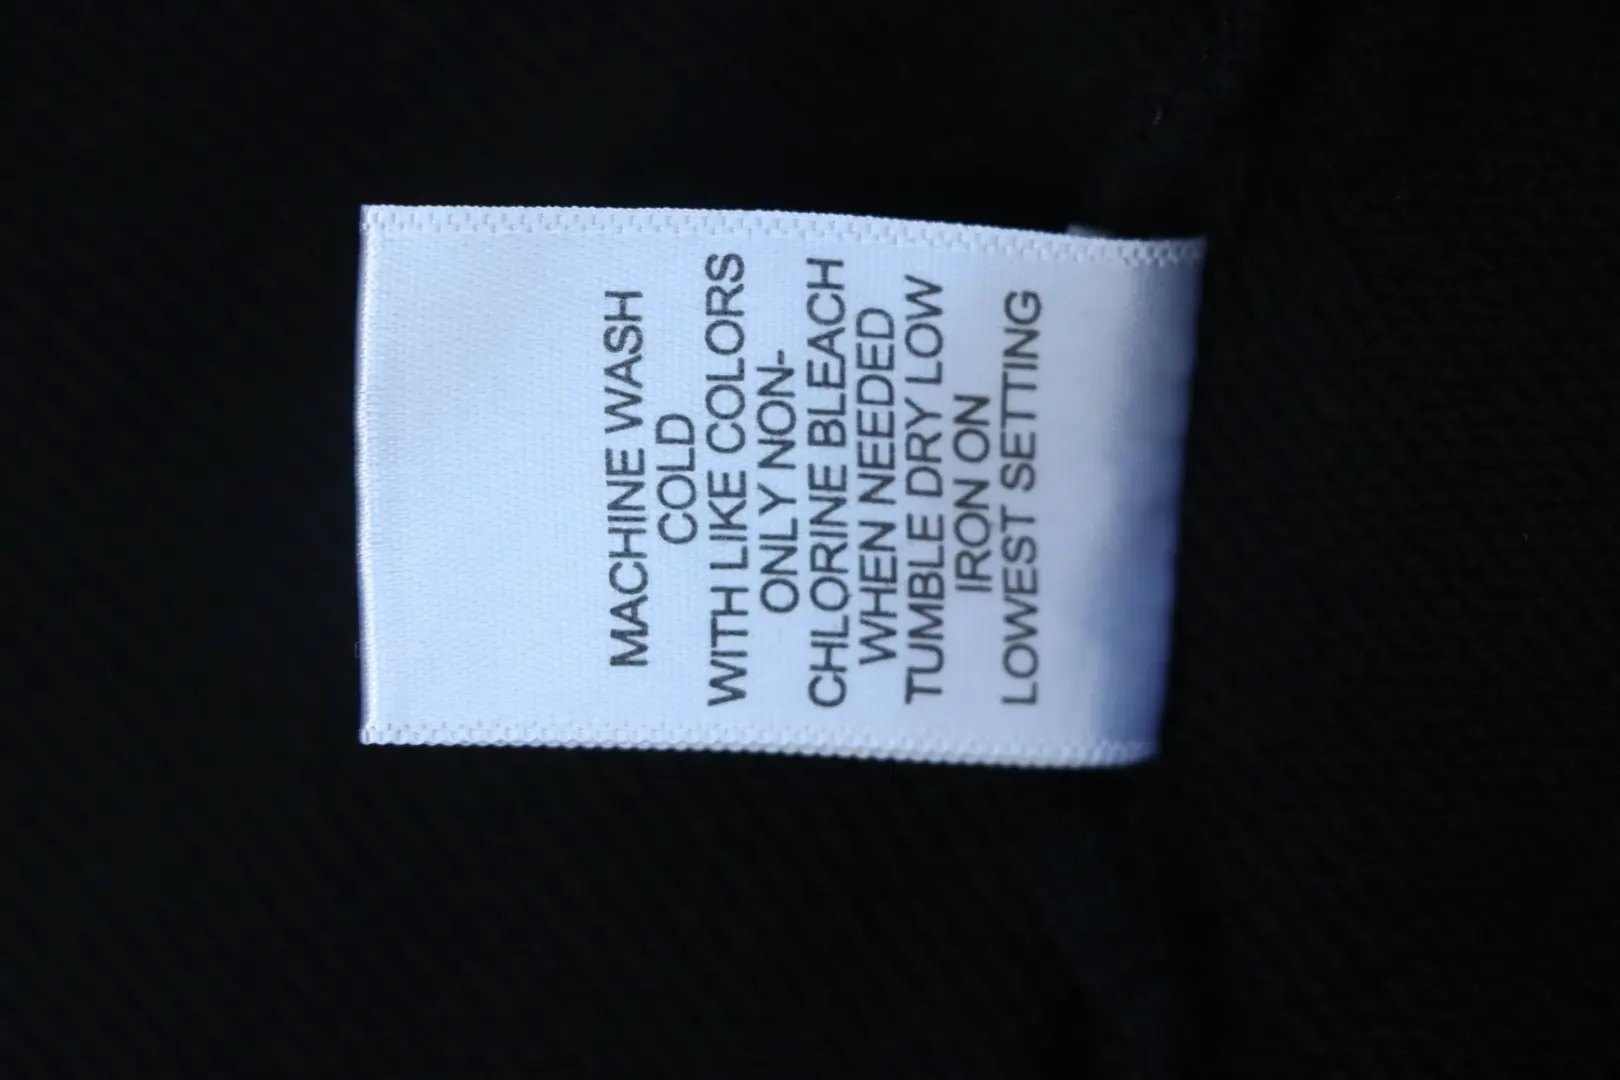 MACHINE WASH
COLD
WITH LIKE COLORS
ONLY NON-
CHLORINE BLEACH
WHEN NEEDED
TUMBLE DRY LOW
IRON ON
LOWEST SETTING